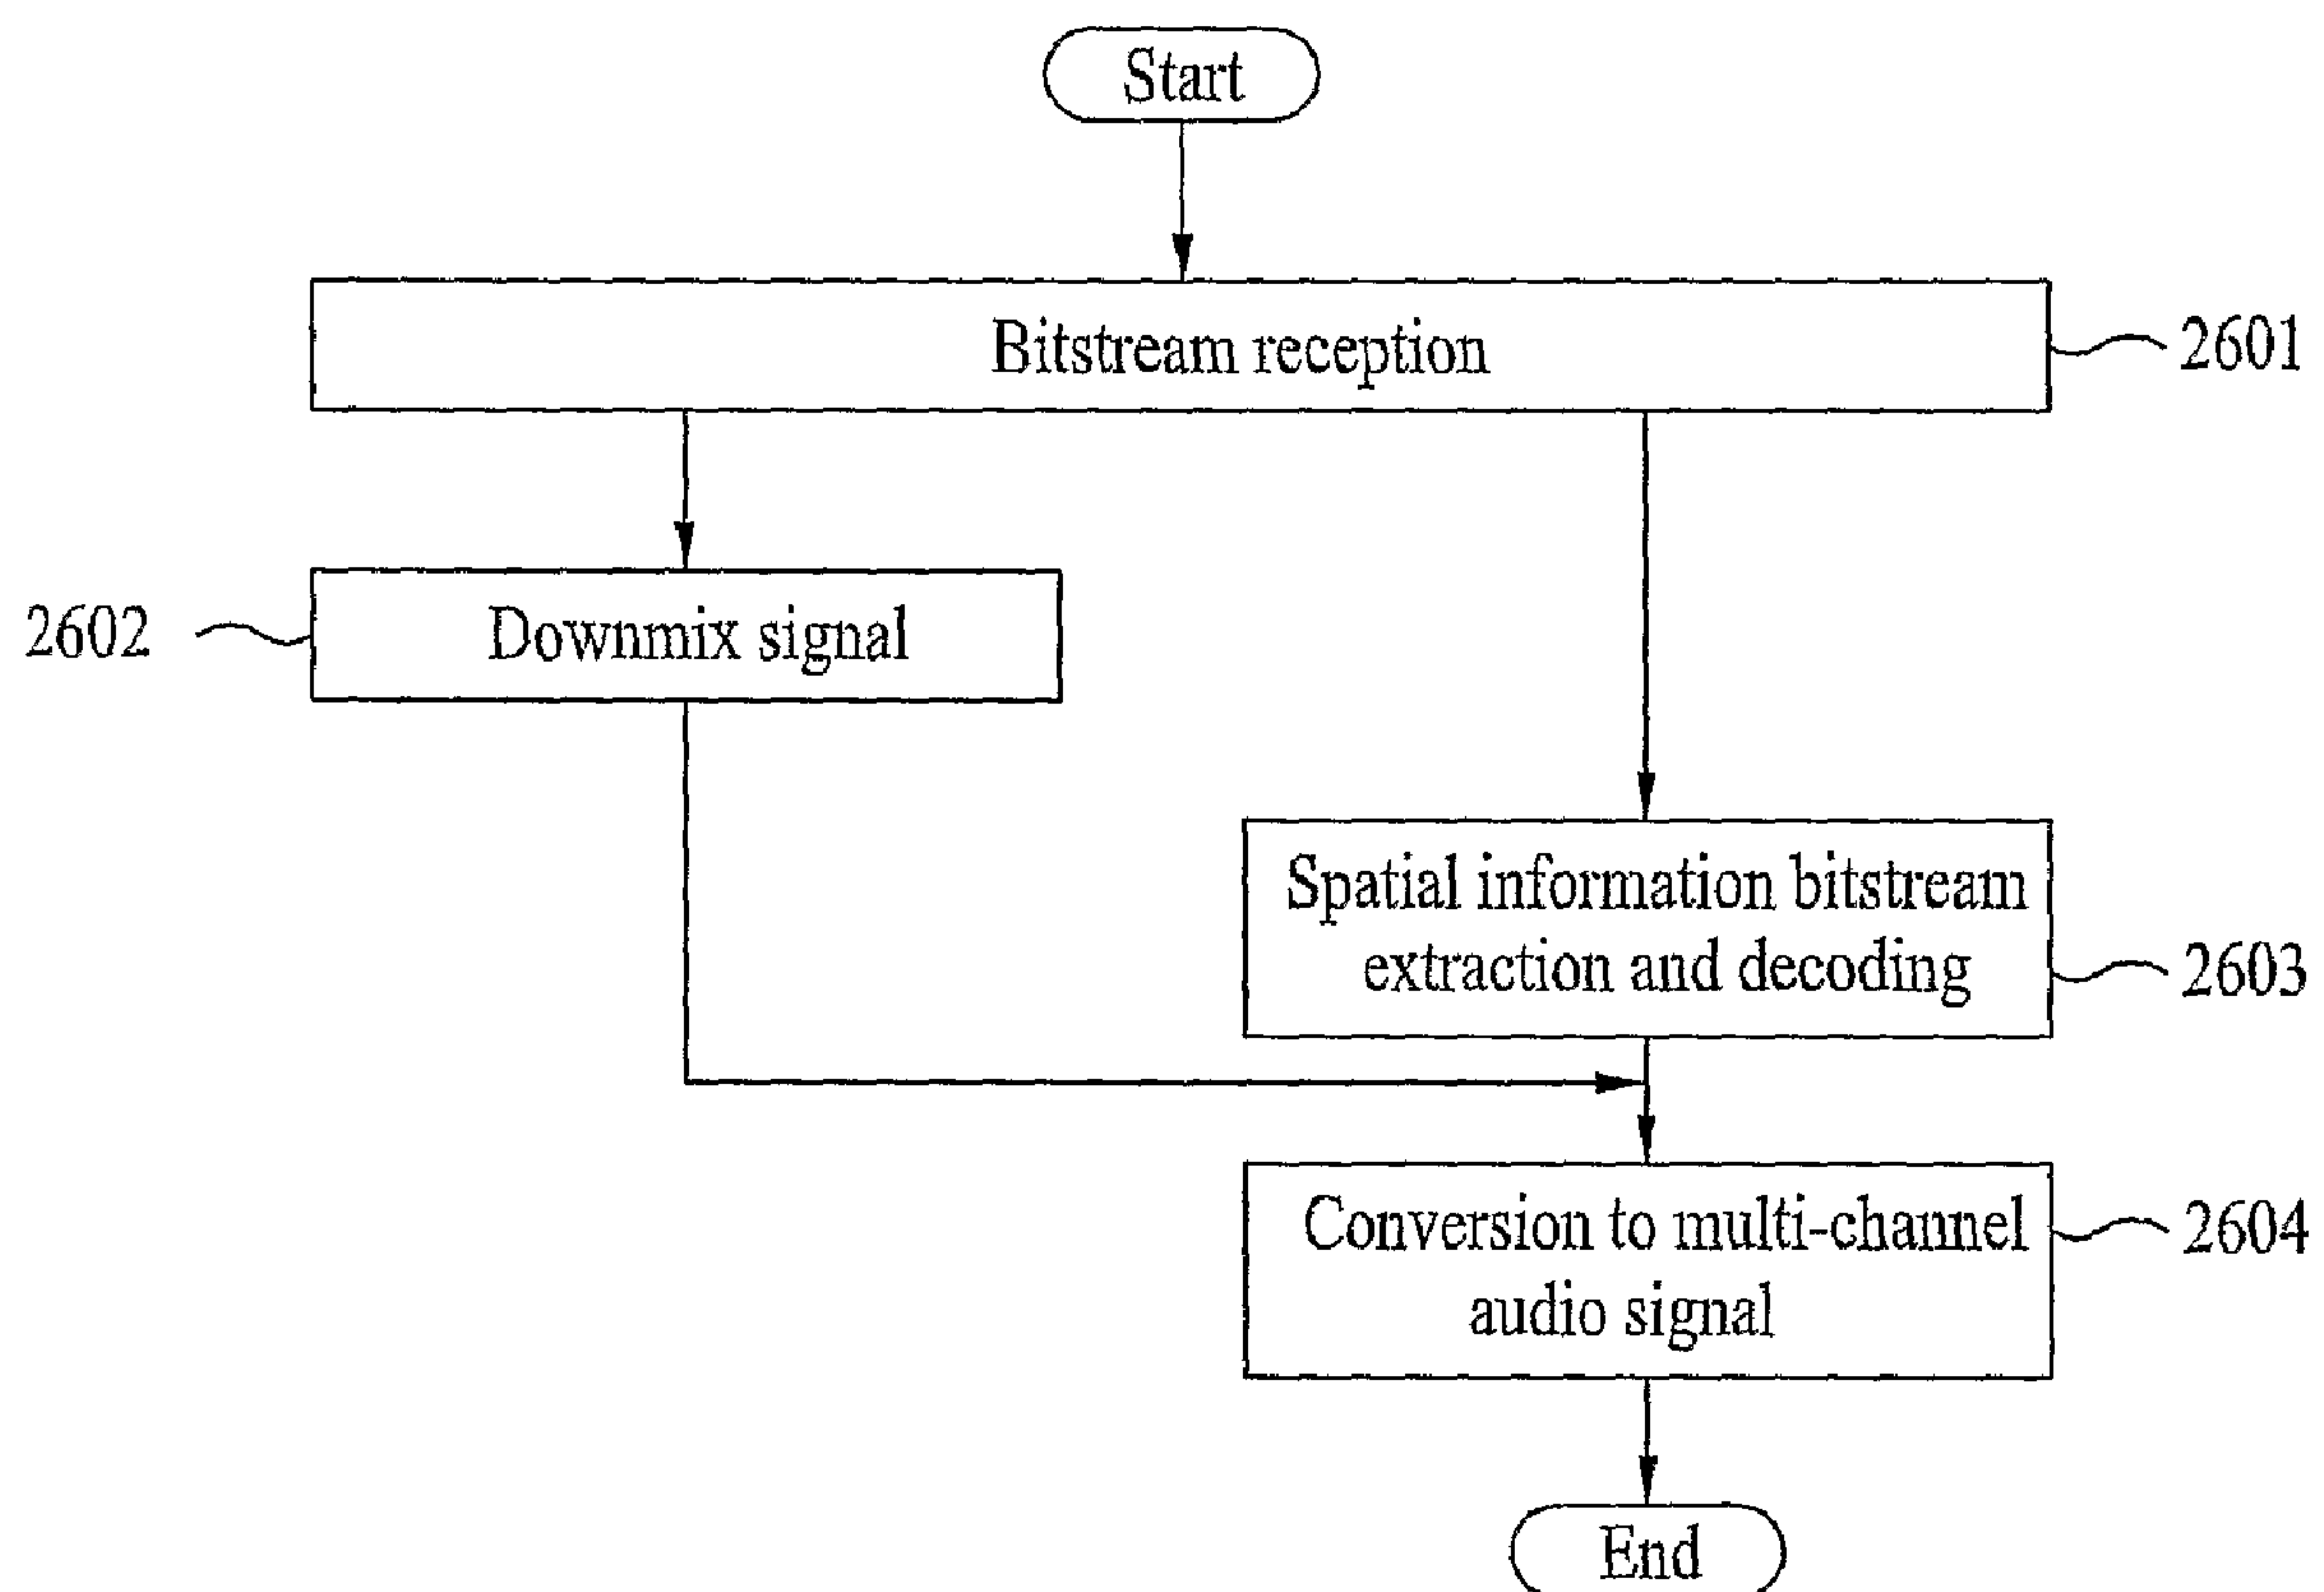 Start
Bitstream reception
2601
2602
Downmix signal
Spatial information bitstream
extraction and decoding
2603
Conversion to multi-channel
audio signal
2604
End